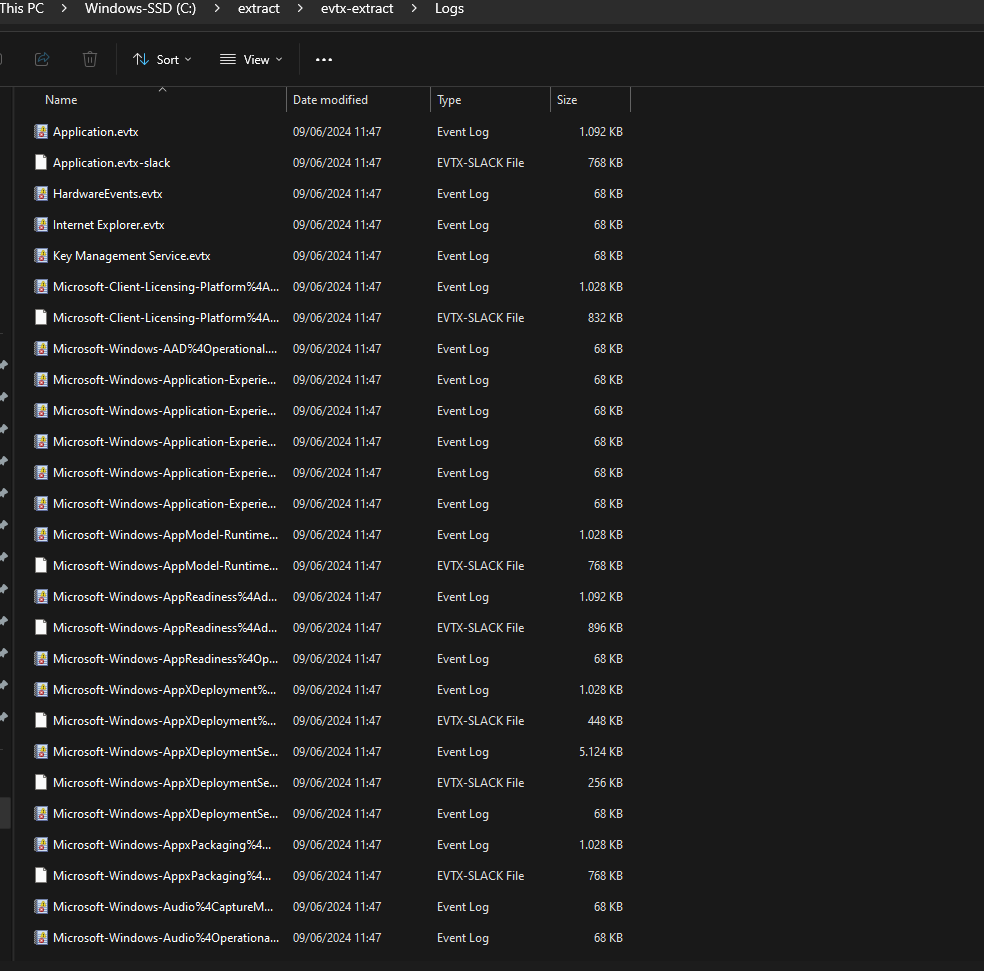 This PC > Windows-SSD (C:) > extract > evtx-extract > Logs
Sort View ...
Name Date modified Type Size
Application.evtx 09/06/2024 11:47 Event Log 1.092 KB
Application.evtx-slack 09/06/2024 11:47 EVTX-SLACK File 768 KB
HardwareEvents.evtx 09/06/2024 11:47 Event Log 68 KB
Internet Explorer.evtx 09/06/2024 11:47 Event Log 68 KB
Key Management Service.evtx 09/06/2024 11:47 Event Log 68 KB
Microsoft-Client-Licensing-Platform%4A... 09/06/2024 11:47 Event Log 1.028 KB
Microsoft-Client-Licensing-Platform%4A... 09/06/2024 11:47 EVTX-SLACK File 832 KB
Microsoft-Windows-AAD%4Operational.... 09/06/2024 11:47 Event Log 68 KB
Microsoft-Windows-Application-Experie... 09/06/2024 11:47 Event Log 68 KB
Microsoft-Windows-Application-Experie... 09/06/2024 11:47 Event Log 68 KB
Microsoft-Windows-Application-Experie... 09/06/2024 11:47 Event Log 68 KB
Microsoft-Windows-Application-Experie... 09/06/2024 11:47 Event Log 68 KB
Microsoft-Windows-Application-Experie... 09/06/2024 11:47 Event Log 68 KB
Microsoft-Windows-AppModel-Runtime... 09/06/2024 11:47 Event Log 1.028 KB
Microsoft-Windows-AppModel-Runtime... 09/06/2024 11:47 EVTX-SLACK File 768 KB
Microsoft-Windows-AppReadiness%4Ad... 09/06/2024 11:47 Event Log 1.092 KB
Microsoft-Windows-AppReadiness%4Ad... 09/06/2024 11:47 EVTX-SLACK File 896 KB
Microsoft-Windows-AppReadiness%4Op... 09/06/2024 11:47 Event Log 68 KB
Microsoft-Windows-AppXDeployment%... 09/06/2024 11:47 Event Log 1.028 KB
Microsoft-Windows-AppXDeployment%... 09/06/2024 11:47 EVTX-SLACK File 448 KB
Microsoft-Windows-AppXDeploymentSe... 09/06/2024 11:47 Event Log 5.124 KB
Microsoft-Windows-AppXDeploymentSe... 09/06/2024 11:47 EVTX-SLACK File 256 KB
Microsoft-Windows-AppXDeploymentSe... 09/06/2024 11:47 Event Log 68 KB
Microsoft-Windows-AppxPackaging%4... 09/06/2024 11:47 Event Log 1.028 KB
Microsoft-Windows-AppxPackaging%4... 09/06/2024 11:47 EVTX-SLACK File 768 KB
Microsoft-Windows-Audio%4CaptureM... 09/06/2024 11:47 Event Log 68 KB
Microsoft-Windows-Audio%4Operationa... 09/06/2024 11:47 Event Log 68 KB